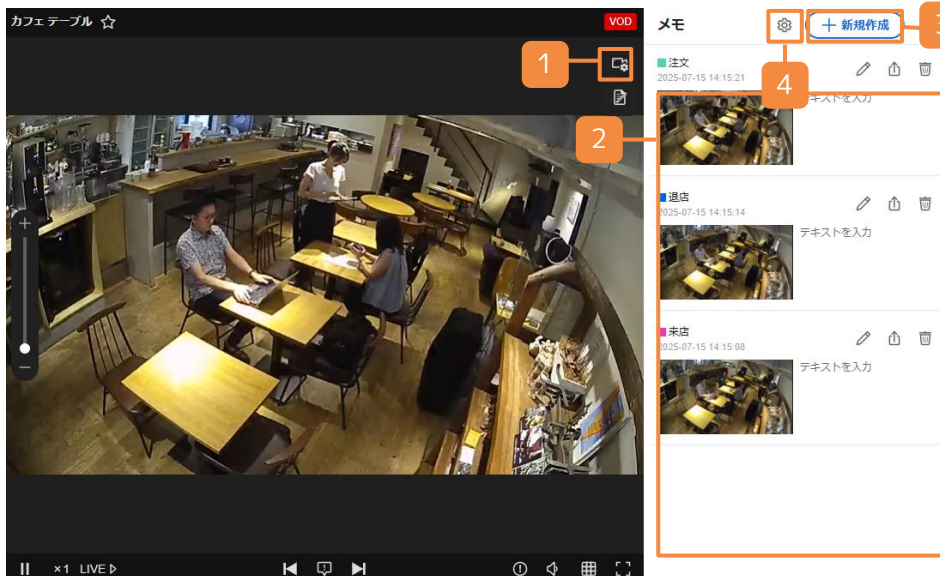 カフェ テーブル
VOD
1
メモ
新規作成
3
4
注文
2025-07-15 14:15:21
テキストを入力
2
退店
2025-07-15 14:15:14
テキストを入力
来店
2025-07-15 14:15:08
テキストを入力
×1 LIVE